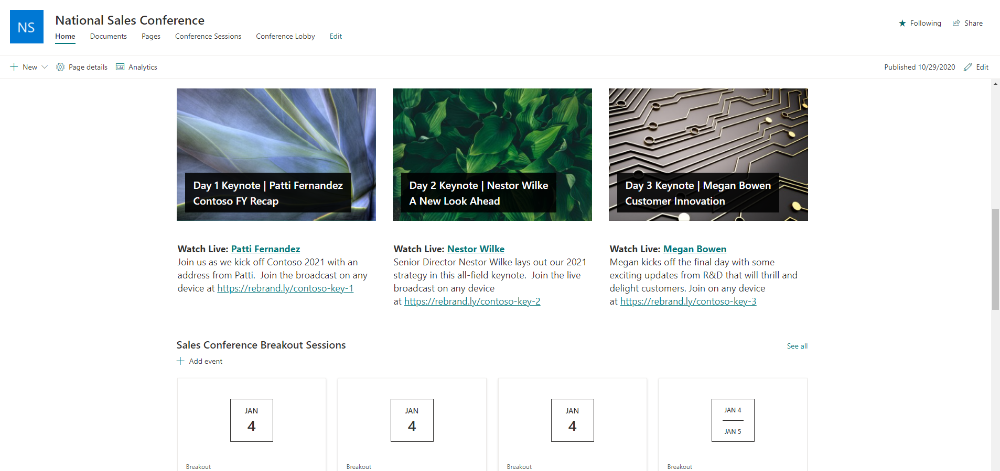 NS
National Sales Conference
Home Documents Pages Conference Sessions Conference Lobby Edit
Following Share
New Page details Analytics
Published 10/29/2020 Edit
Day 1 Keynote | Patti Fernandez
Contoso FY Recap
Day 2 Keynote | Nestor Wilke
A New Look Ahead
Day 3 Keynote | Megan Bowen
Customer Innovation
Watch Live: Patti Fernandez
Join us as we kick off Contoso 2021 with an
address from Patti.  Join the broadcast on any
device at https://rebrand.ly/contoso-key-1
Watch Live: Nestor Wilke
Senior Director Nestor Wilke lays out our 2021
strategy in this all-field keynote.  Join the live
broadcast on any device
at https://rebrand.ly/contoso-key-2
Watch Live: Megan Bowen
Megan kicks off the final day with some
exciting updates from R&D that will thrill and
delight customers. Join on any device
at https://rebrand.ly/contoso-key-3
Sales Conference Breakout Sessions
See all
Add event
JAN
4
Breakout
JAN
4
Breakout
JAN
4
Breakout
JAN 4
JAN 5
Breakout